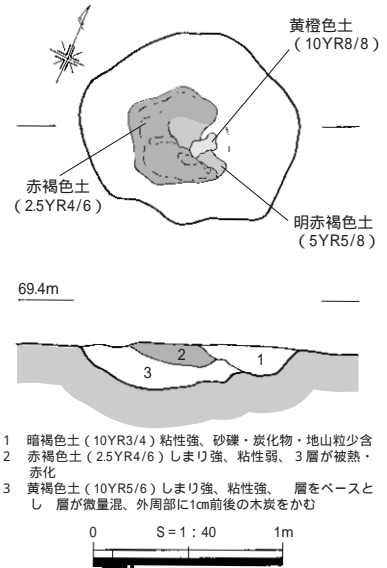 黄橙色土
（10YR8/8）
赤褐色土
（2.5YR4/6）
明赤褐色土
（5YR5/8）
69.4m
2
1
3
1 暗褐色土（10YR3/4）粘性強、砂礫・炭化物・地山粒少含
2 赤褐色土（2.5YR4/6）しまり強、粘性弱、３層が被熱・
赤化
3 黄褐色土（10YR5/6）しまり強、粘性強、　層をベースと
し　層が微量混、外周部に1㎝前後の木炭をかむ
0 S=1:40 1m